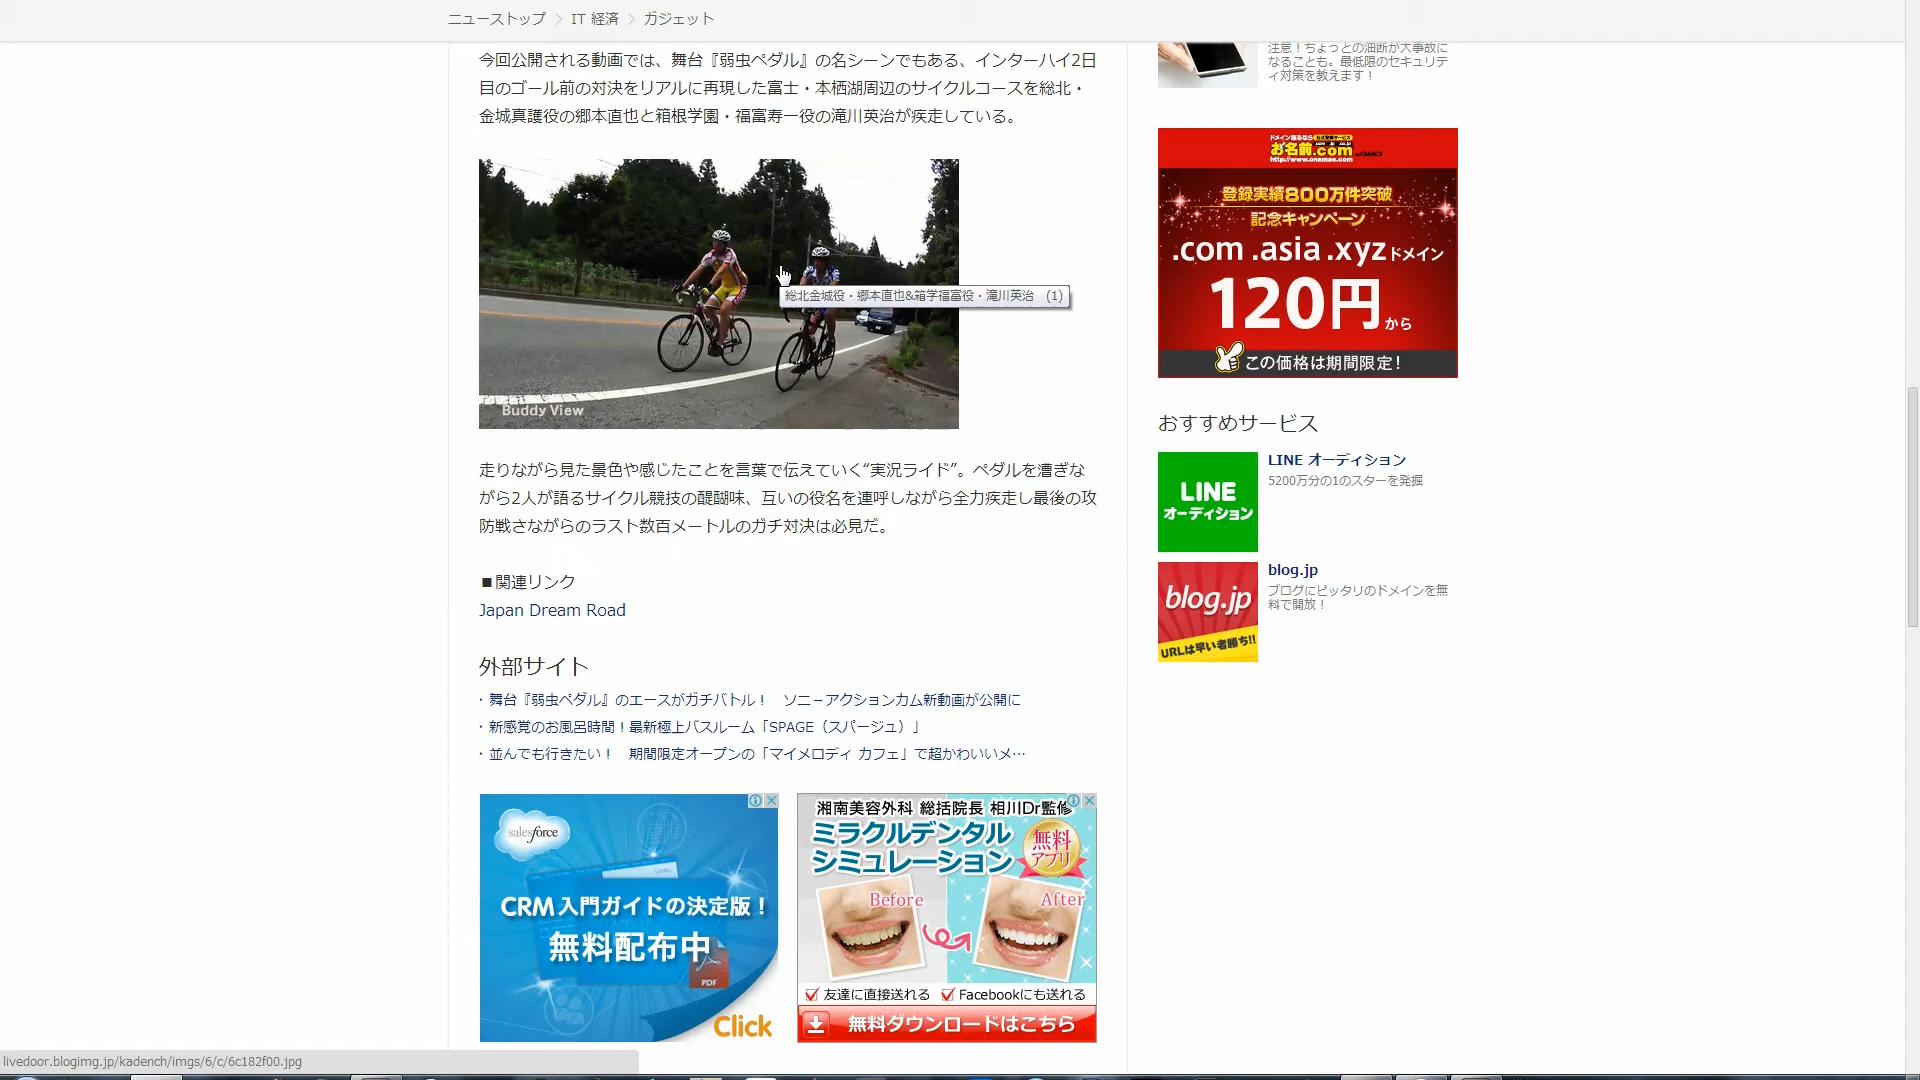 ニューストップ > IT 経済 > ガジェット
今回公開される動画では、舞台『弱虫ペダル』の名シーンでもある、インターハイ2日
目のゴール前の対決をリアルに再現した富士・本栖湖周辺のサイクルコースを総北・
金城真護役の郷本直也と箱根学園・福富寿一役の滝川英治が疾走している。
総北金城役・郷本直也&箱学福富役・滝川英治　(1)
Buddy View
走りながら見た景色や感じたことを言葉で伝えていく“実況ライド”。ペダルを漕ぎな
がら2人が語るサイクル競技の醍醐味、互いの役名を連呼しながら全力疾走し最後の攻
防戦さながらのラスト数百メートルのガチ対決は必見だ。
■関連リンク
Japan Dream Road
外部サイト
・舞台『弱虫ペダル』のエースがガチバトル！　ソニーアクションカム新動画が公開に
・新感覚のお風呂時間！最新極上バスルーム「SPAGE（スパージュ）」
・並んでも行きたい！　期間限定オープンの「マイメロディ カフェ」で超かわいいメ…
salesforce
CRM入門ガイドの決定版！
無料配布中
PDF
Click
湘南美容外科 総括院長 相川Dr監修
ミラクルデンタル
シミュレーション
無料
アプリ
Before
After
友達に直接送れる
Facebookにも送れる
無料ダウンロードはこちら
注意！ちょっとの油断が大事故に
なることも。最低限のセキュリテ
ィ対策を教えます！
ドメイン取るなら
お名前.com
http://www.onamae.com
登録実績800万件突破
記念キャンペーン
.com .asia .xyzドメイン
120円から
この価格は期間限定！
おすすめサービス
LINE
オーディション
LINE オーディション
5200万分の1のスターを発掘
blog.jp
URLは早い者勝ち!!
blog.jp
ブログにピッタリのドメインを無
料で開放！
livedoor.blogimg.jp/kadench/imgs/6/c/6c182f00.jpg